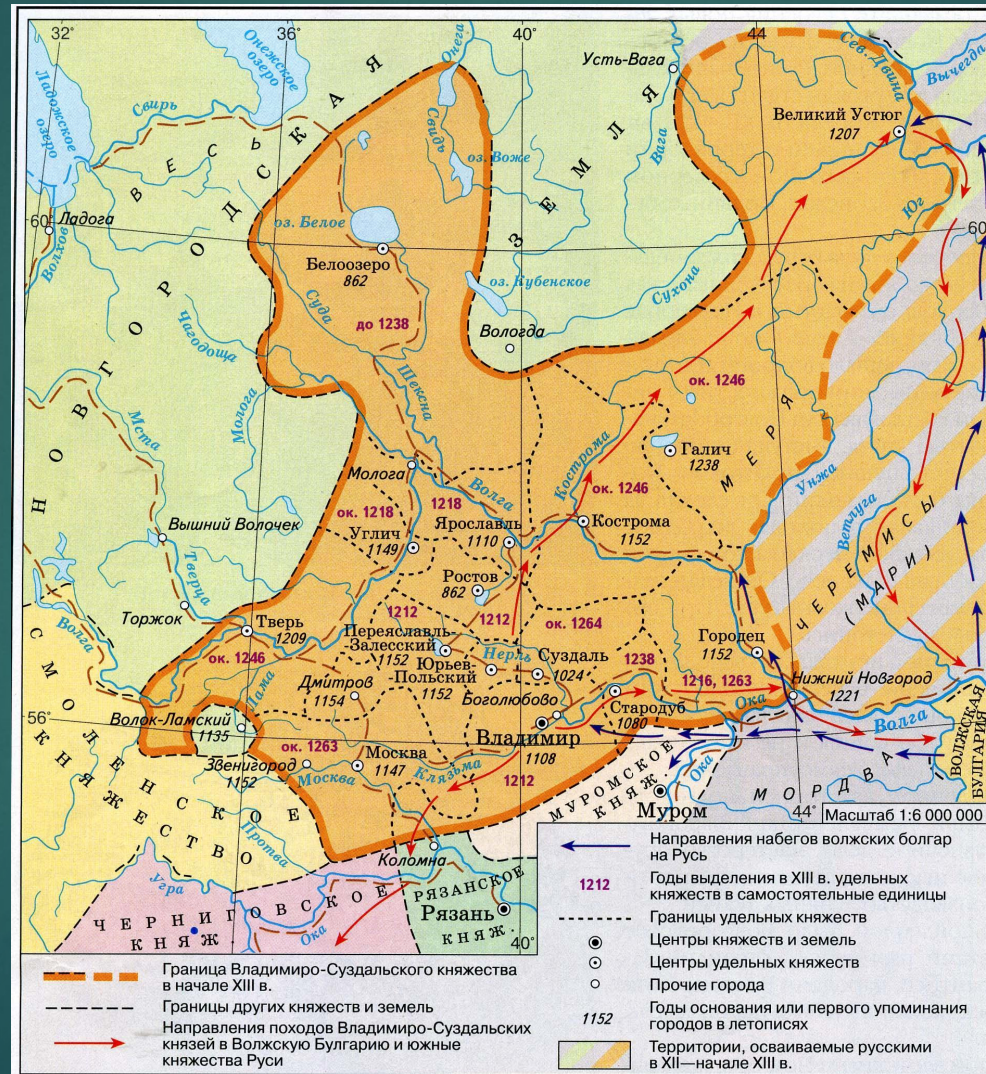 32°
36°
40°
44
Онежское
озеро
Онега
Сев. Двина
Вычегда
Усть-Вага
Ладожское
озеро
Свирь
Великий Устюг
1207
ВЕСЬ
НОВГОРОДСКАЯ
ЗЕМЛЯ
Свидь
оз. Воже
Вага
Юг
60°
60
Ладога
Волхов
оз. Белое
Белоозеро
862
оз. Кубенское
Сухона
Суда
до 1238
Вологда
Чагодоща
Шексна
ок. 1246
Молога
Мста
Кострома
Галич
1238
МЕРЯ
Унжа
Молога
Волга
ок. 1246
Ветлуга
1218
ок. 1218
Вышний Волочек
Углич
1149
Ярославль
1110
Кострома
1152
ЧЕРЕМИСЫ
(МАРИ)
Тверца
Ростов
862
Торжок
1212
1212
ок. 1264
Волга
Тверь
1209
Переяславль-
Залесский
1152
Нерль
Городец
1152
ок. 1246
Юрьев-
Польский
1152
Суздаль
1024
1238
1216, 1263
Нижний Новгород
1221
Лама
Дмитров
1154
Боголюбово
Стародуб
1080
Ока
56°
Волок-Ламский
1135
Владимир
1108
Волга
ВОЛЖСКАЯ
БУЛГАРИЯ
ок. 1263
Москва
1147
Клязьма
Звенигород
1152
Москва
1212
МУРОМСКОЕ
КНЯЖ.
Ока
МОРДВА
СМОЛЕНСКОЕ
КНЯЖЕСТВО
Муром
44°
Масштаб 1:6 000 000
Протва
Коломна
Угра
ЧЕРНИГОВСКОЕ
КНЯЖ.
Ока
РЯЗАНСКОЕ
Рязань
КНЯЖ.
40°
Граница Владимиро-Суздальского княжества
в начале XIII в.
Границы других княжеств и земель
Направления походов Владимиро-Суздальских
князей в Волжскую Булгарию и южные
княжества Руси
Направления набегов волжских болгар
на Русь
1212
Годы выделения в XIII в. удельных
княжеств в самостоятельные единицы
Границы удельных княжеств
Центры княжеств и земель
Центры удельных княжеств
Прочие города
1152
Годы основания или первого упоминания
городов в летописях
Территории, осваиваемые русскими
в XII—начале XIII в.